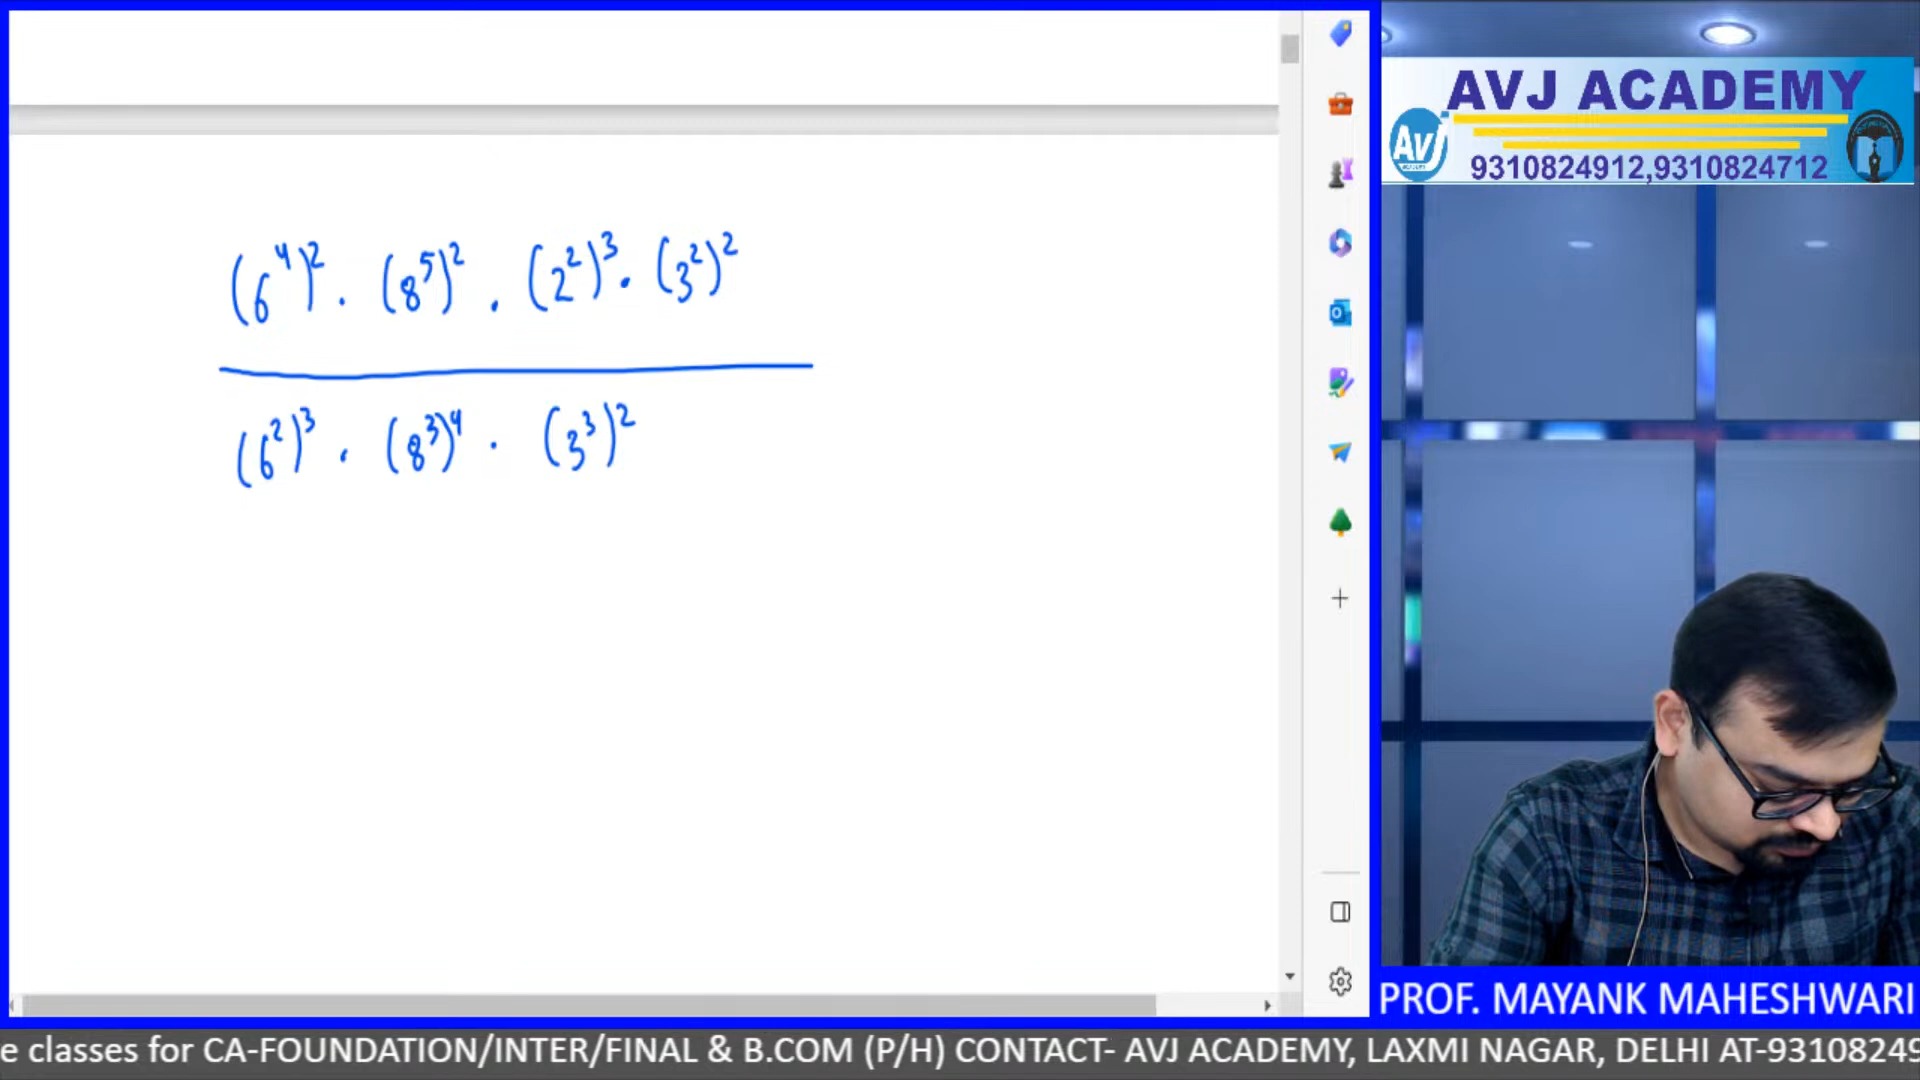 AVJ ACADEMY
AVJ
9310824912,9310824712
(6⁴)² . (8⁵)² . (2²)³ . (3²)²
(6²)³ . (8³)⁴ . (3³)²
PROF. MAYANK MAHESHWARI
e classes for CA-FOUNDATION/INTER/FINAL & B.COM (P/H) CONTACT- AVJ ACADEMY, LAXMI NAGAR, DELHI AT-93108249